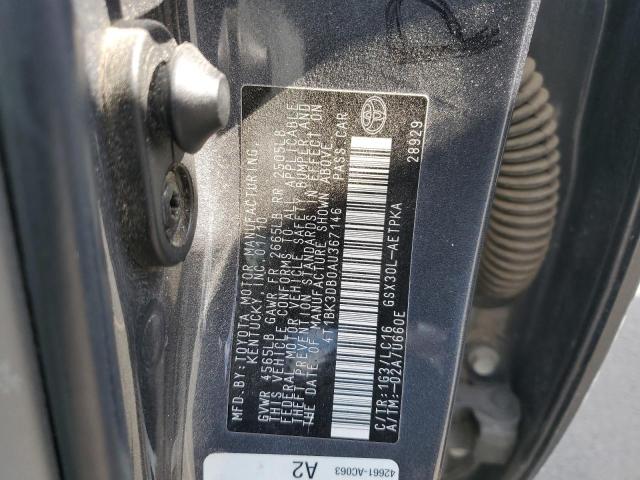 MFD. BY: TOYOTA MOTOR MANUFACTURING,
KENTUCKY, INC. 07/10
GVWR 4565LB GAWR FR 2665LB RR 2505LB
THIS VEHICLE CONFORMS TO ALL APPLICABLE
FEDERAL MOTOR VEHICLE SAFETY, BUMPER, AND
THEFT PREVENTION STANDARDS IN EFFECT ON
THE DATE OF MANUFACTURE SHOWN ABOVE.
4T1BK3DB0AU367146 PASS. CAR
C/TR: 1G3/LC16 GSX30L-AETPKA
A/TM: -02A/U660E
28929
42661-AC063
A2